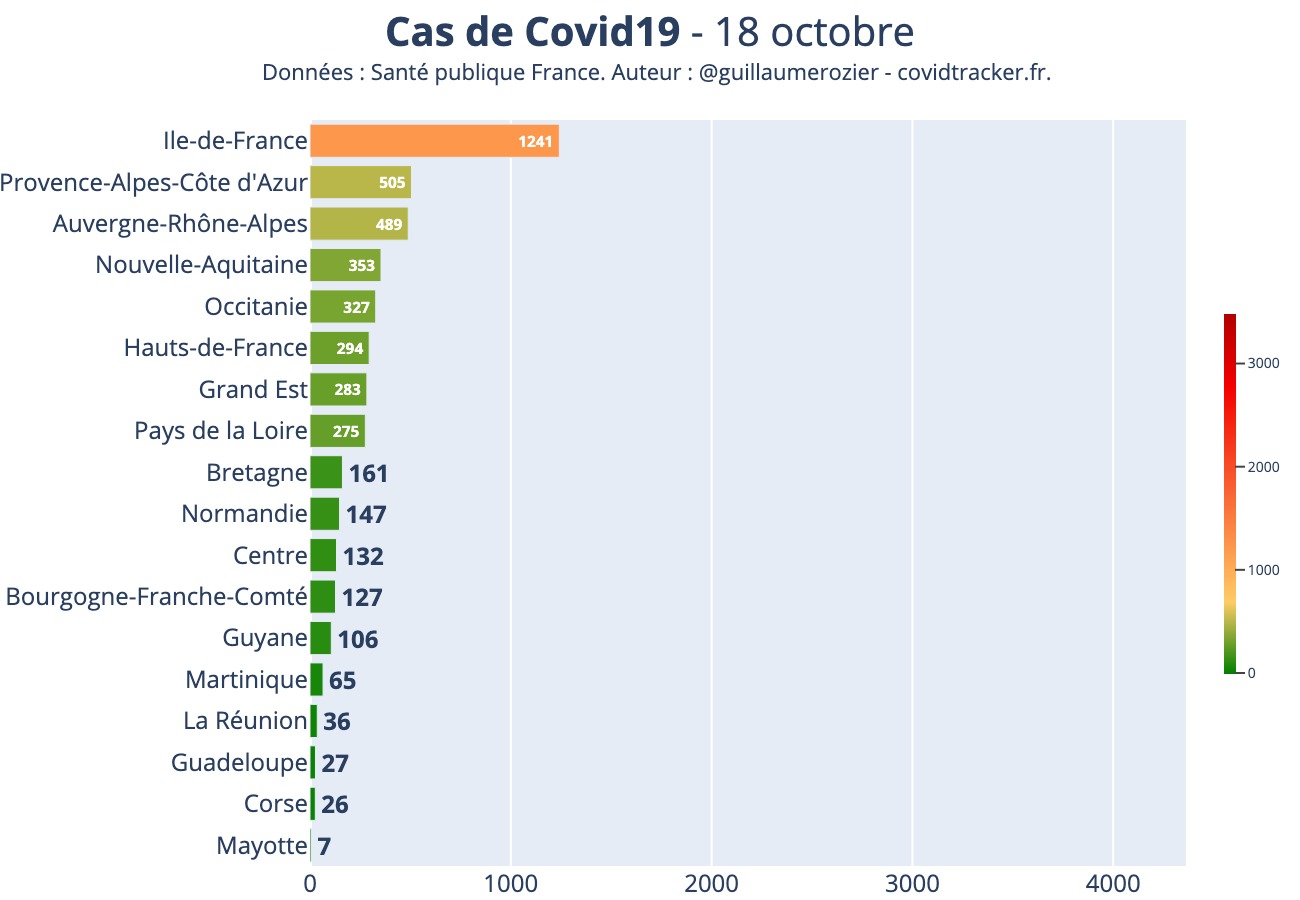 Cas de Covid19 - 18 octobre
Données : Santé publique France. Auteur : @guillaumerozier - covidtracker.fr.
Ile-de-France 1241
Provence-Alpes-Côte d'Azur 505
Auvergne-Rhône-Alpes 489
Nouvelle-Aquitaine 353
Occitanie 327
Hauts-de-France 294
Grand Est 283
Pays de la Loire 275
Bretagne 161
Normandie 147
Centre 132
Bourgogne-Franche-Comté 127
Guyane 106
Martinique 65
La Réunion 36
Guadeloupe 27
Corse 26
Mayotte 7
0 1000 2000 3000 4000
3000
2000
1000
0